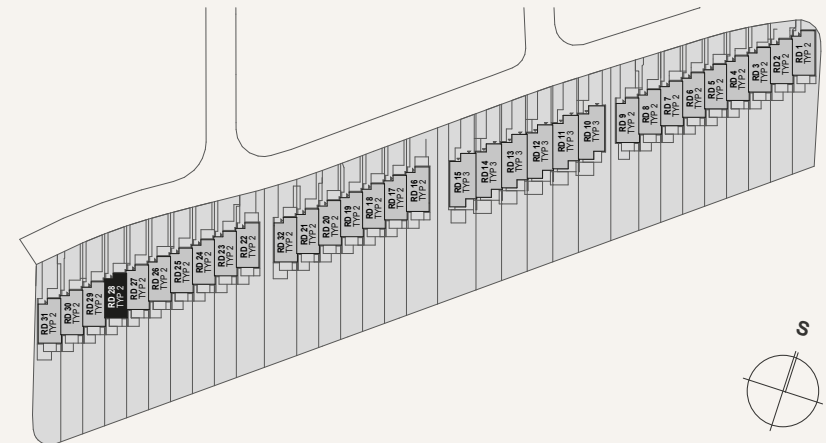 RD 31
TYP 2
RD 30
TYP 2
RD 29
TYP 2
RD 28
TYP 2
RD 27
TYP 2
RD 26
TYP 2
RD 25
TYP 2
RD 24
TYP 2
RD 23
TYP 2
RD 22
TYP 2
RD 32
TYP 2
RD 21
TYP 2
RD 20
TYP 2
RD 19
TYP 2
RD 18
TYP 2
RD 17
TYP 2
RD 16
TYP 2
RD 15
TYP 3
RD 14
TYP 3
RD 13
TYP 3
RD 12
TYP 3
RD 11
TYP 3
RD 10
TYP 3
RD 9
TYP 2
RD 8
TYP 2
RD 7
TYP 2
RD 6
TYP 2
RD 5
TYP 2
RD 4
TYP 2
RD 3
TYP 2
RD 2
TYP 2
RD 1
TYP 2
S